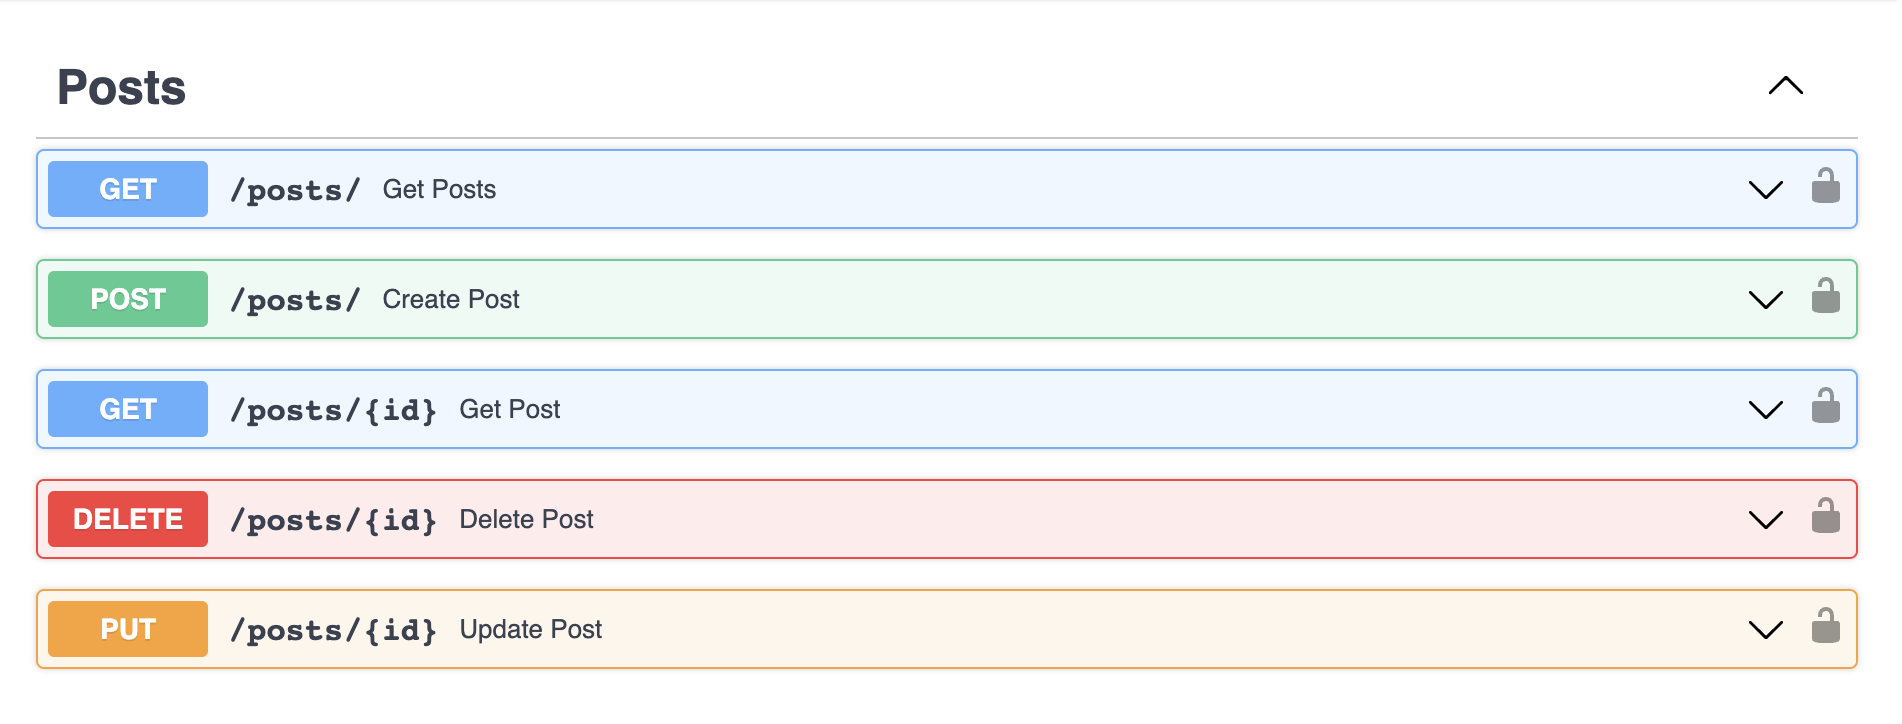 Posts
GET /posts/ Get Posts
POST /posts/ Create Post
GET /posts/{id} Get Post
DELETE /posts/{id} Delete Post
PUT /posts/{id} Update Post